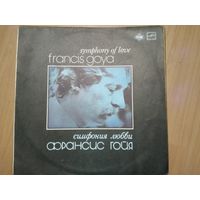 symphony of love
francis goya
симфония любви
франсис гойя